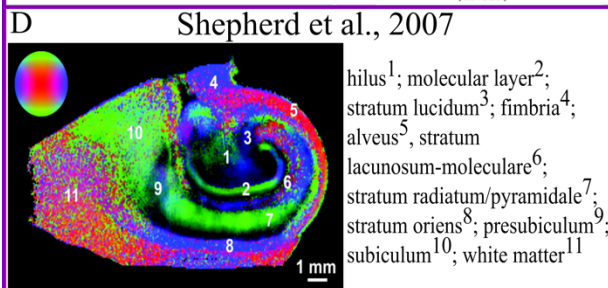 D
Shepherd et al., 2007
hilus1; molecular layer2;
stratum lucidum3; fimbria4;
alveus5, stratum
lacunosum-moleculare6;
stratum radiatum/pyramidale7;
stratum oriens8; presubiculum9;
subiculum10; white matter11
4
5
10
3
1
11
9
2
6
7
8
1 mm